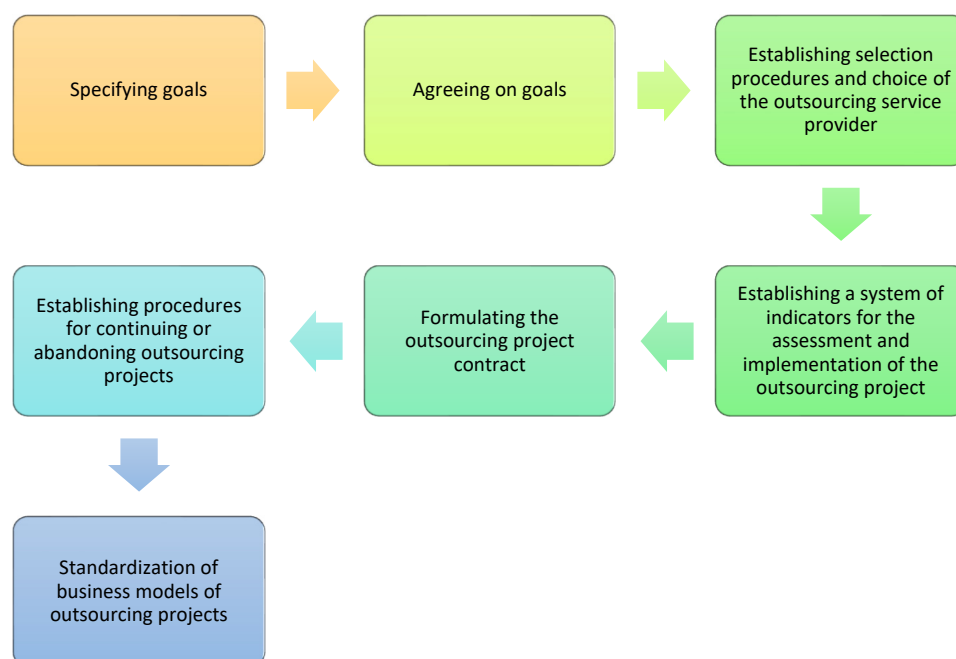 Specifying goals
Agreeing on goals
Establishing selection
procedures and choice of
the outsourcing service
provider
Establishing a system of
indicators for the
assessment and
implementation of the
outsourcing project
Formulating the
outsourcing project
contract
Establishing procedures
for continuing or
abandoning outsourcing
projects
Standardization of
business models of
outsourcing projects